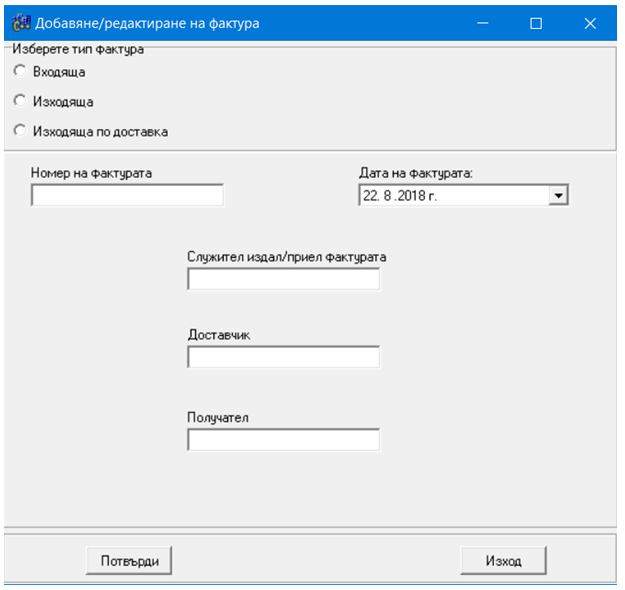 Добавяне/редактиране на фактура
Изберете тип фактура
Входяща
Изходяща
Изходяща по доставка
Номер на фактурата
Дата на фактурата:
22. 8 .2018 г.
Служител издал/приел фактурата
Доставчик
Получател
Потвърди
Изход